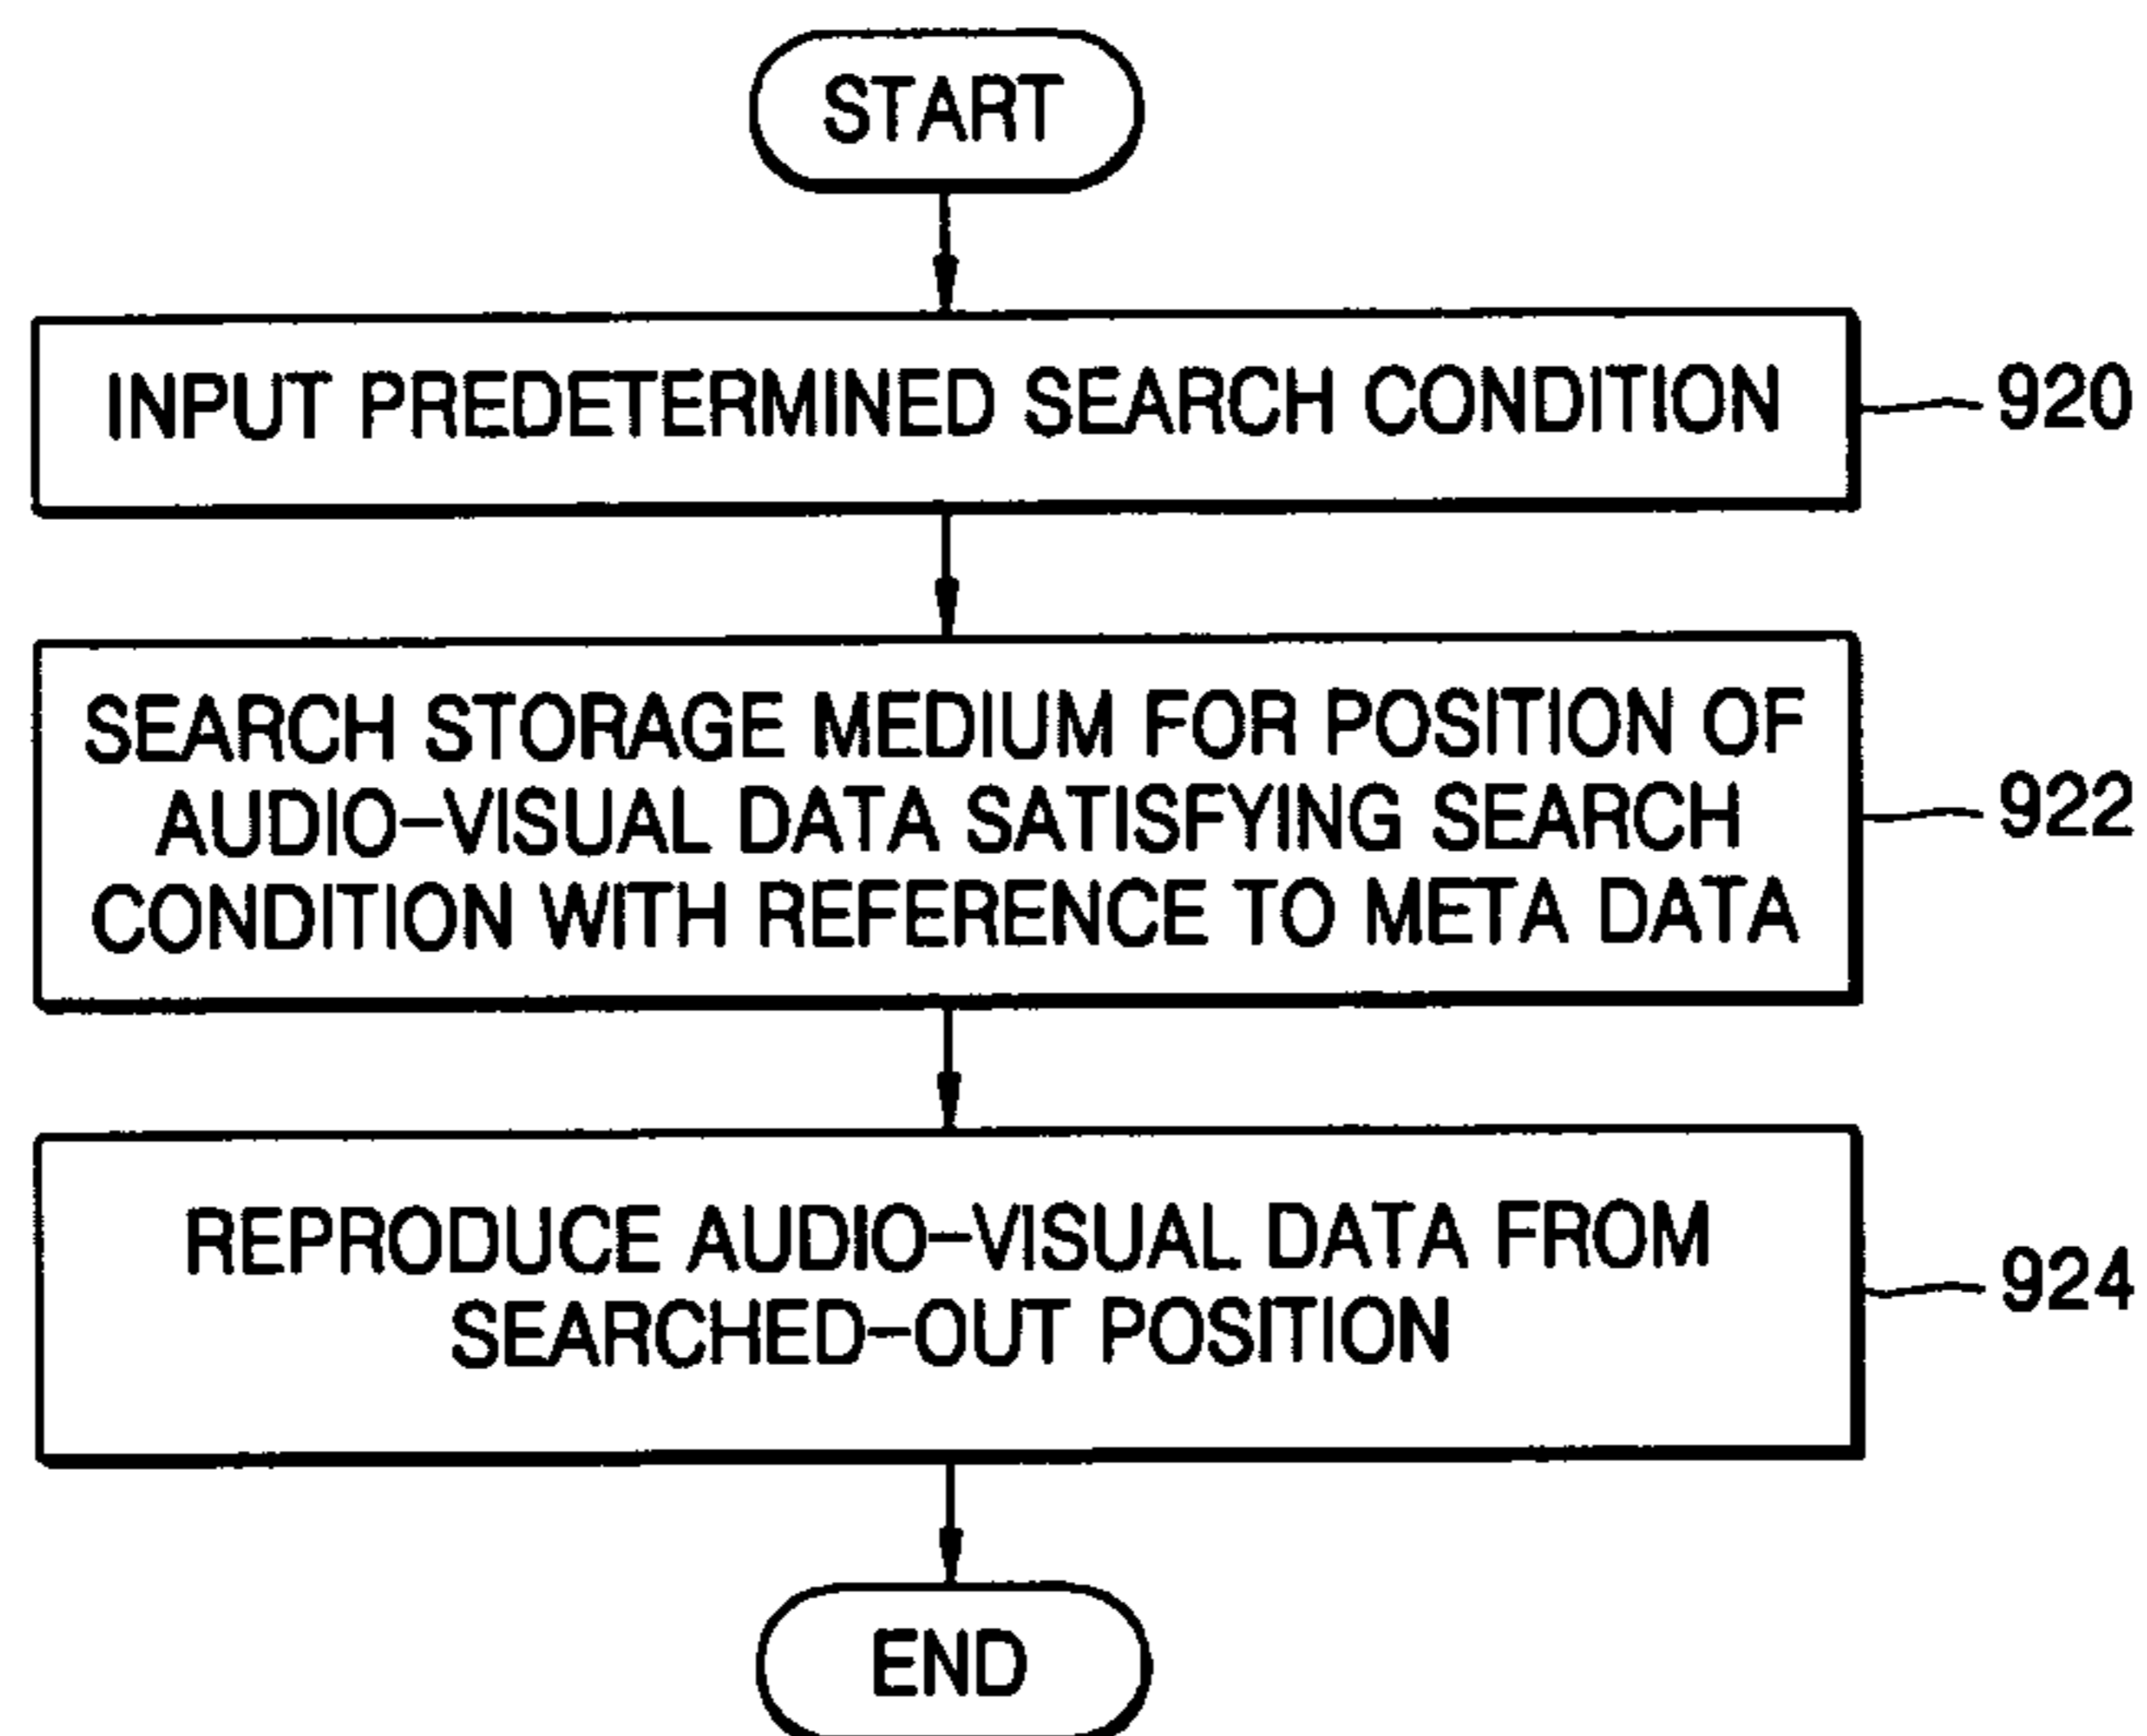 START
INPUT PREDETERMINED SEARCH CONDITION
920
SEARCH STORAGE MEDIUM FOR POSITION OF
AUDIO-VISUAL DATA SATISFYING SEARCH
CONDITION WITH REFERENCE TO META DATA
922
REPRODUCE AUDIO-VISUAL DATA FROM
SEARCHED-OUT POSITION
924
END